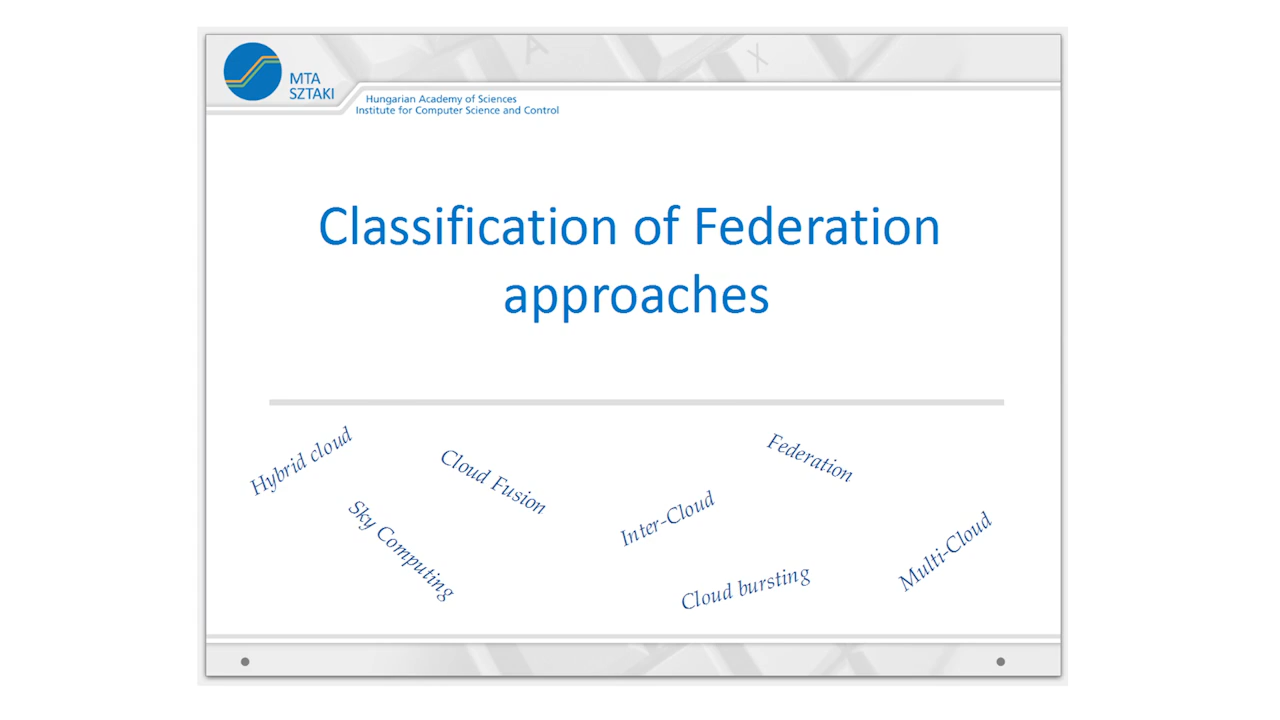 MTA
SZTAKI
Hungarian Academy of Sciences
Institute for Computer Science and Control
Classification of Federation
approaches
Hybrid cloud
Cloud Fusion
Federation
Sky Computing
Inter-Cloud
Multi-Cloud
Cloud bursting